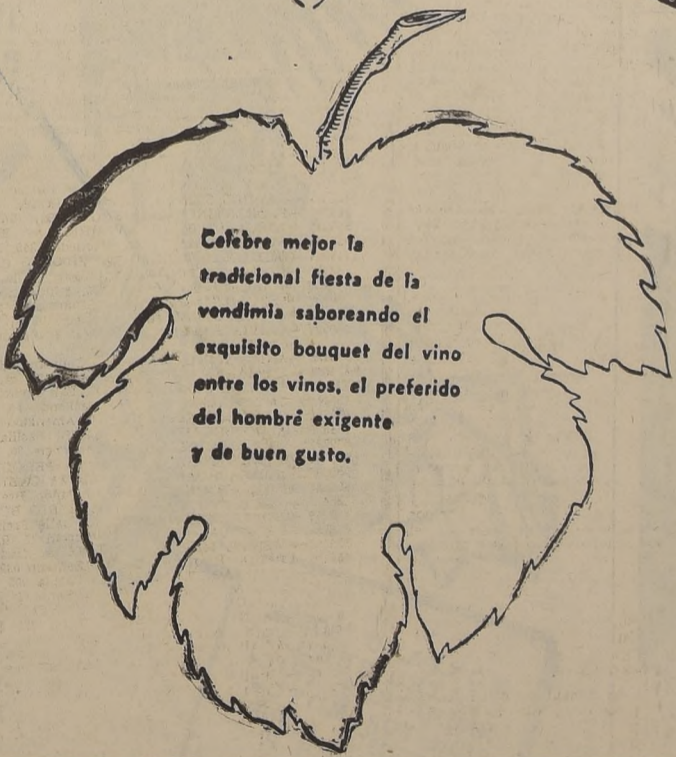 Celebre mejor la
tradicional fiesta de la
vendimia saboreando el
exquisito bouquet del vino
entre los vinos, el preferido
del hombre exigente
y de buen gusto.